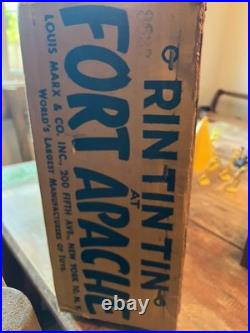 RIN-TIN-TIN
AT
FORT APACHE
LOUIS MARX & CO. INC., 200 FIFTH AVE., NEW YORK, 10, N.Y.
WORLD'S LARGEST MANUFACTURERS OF TOYS